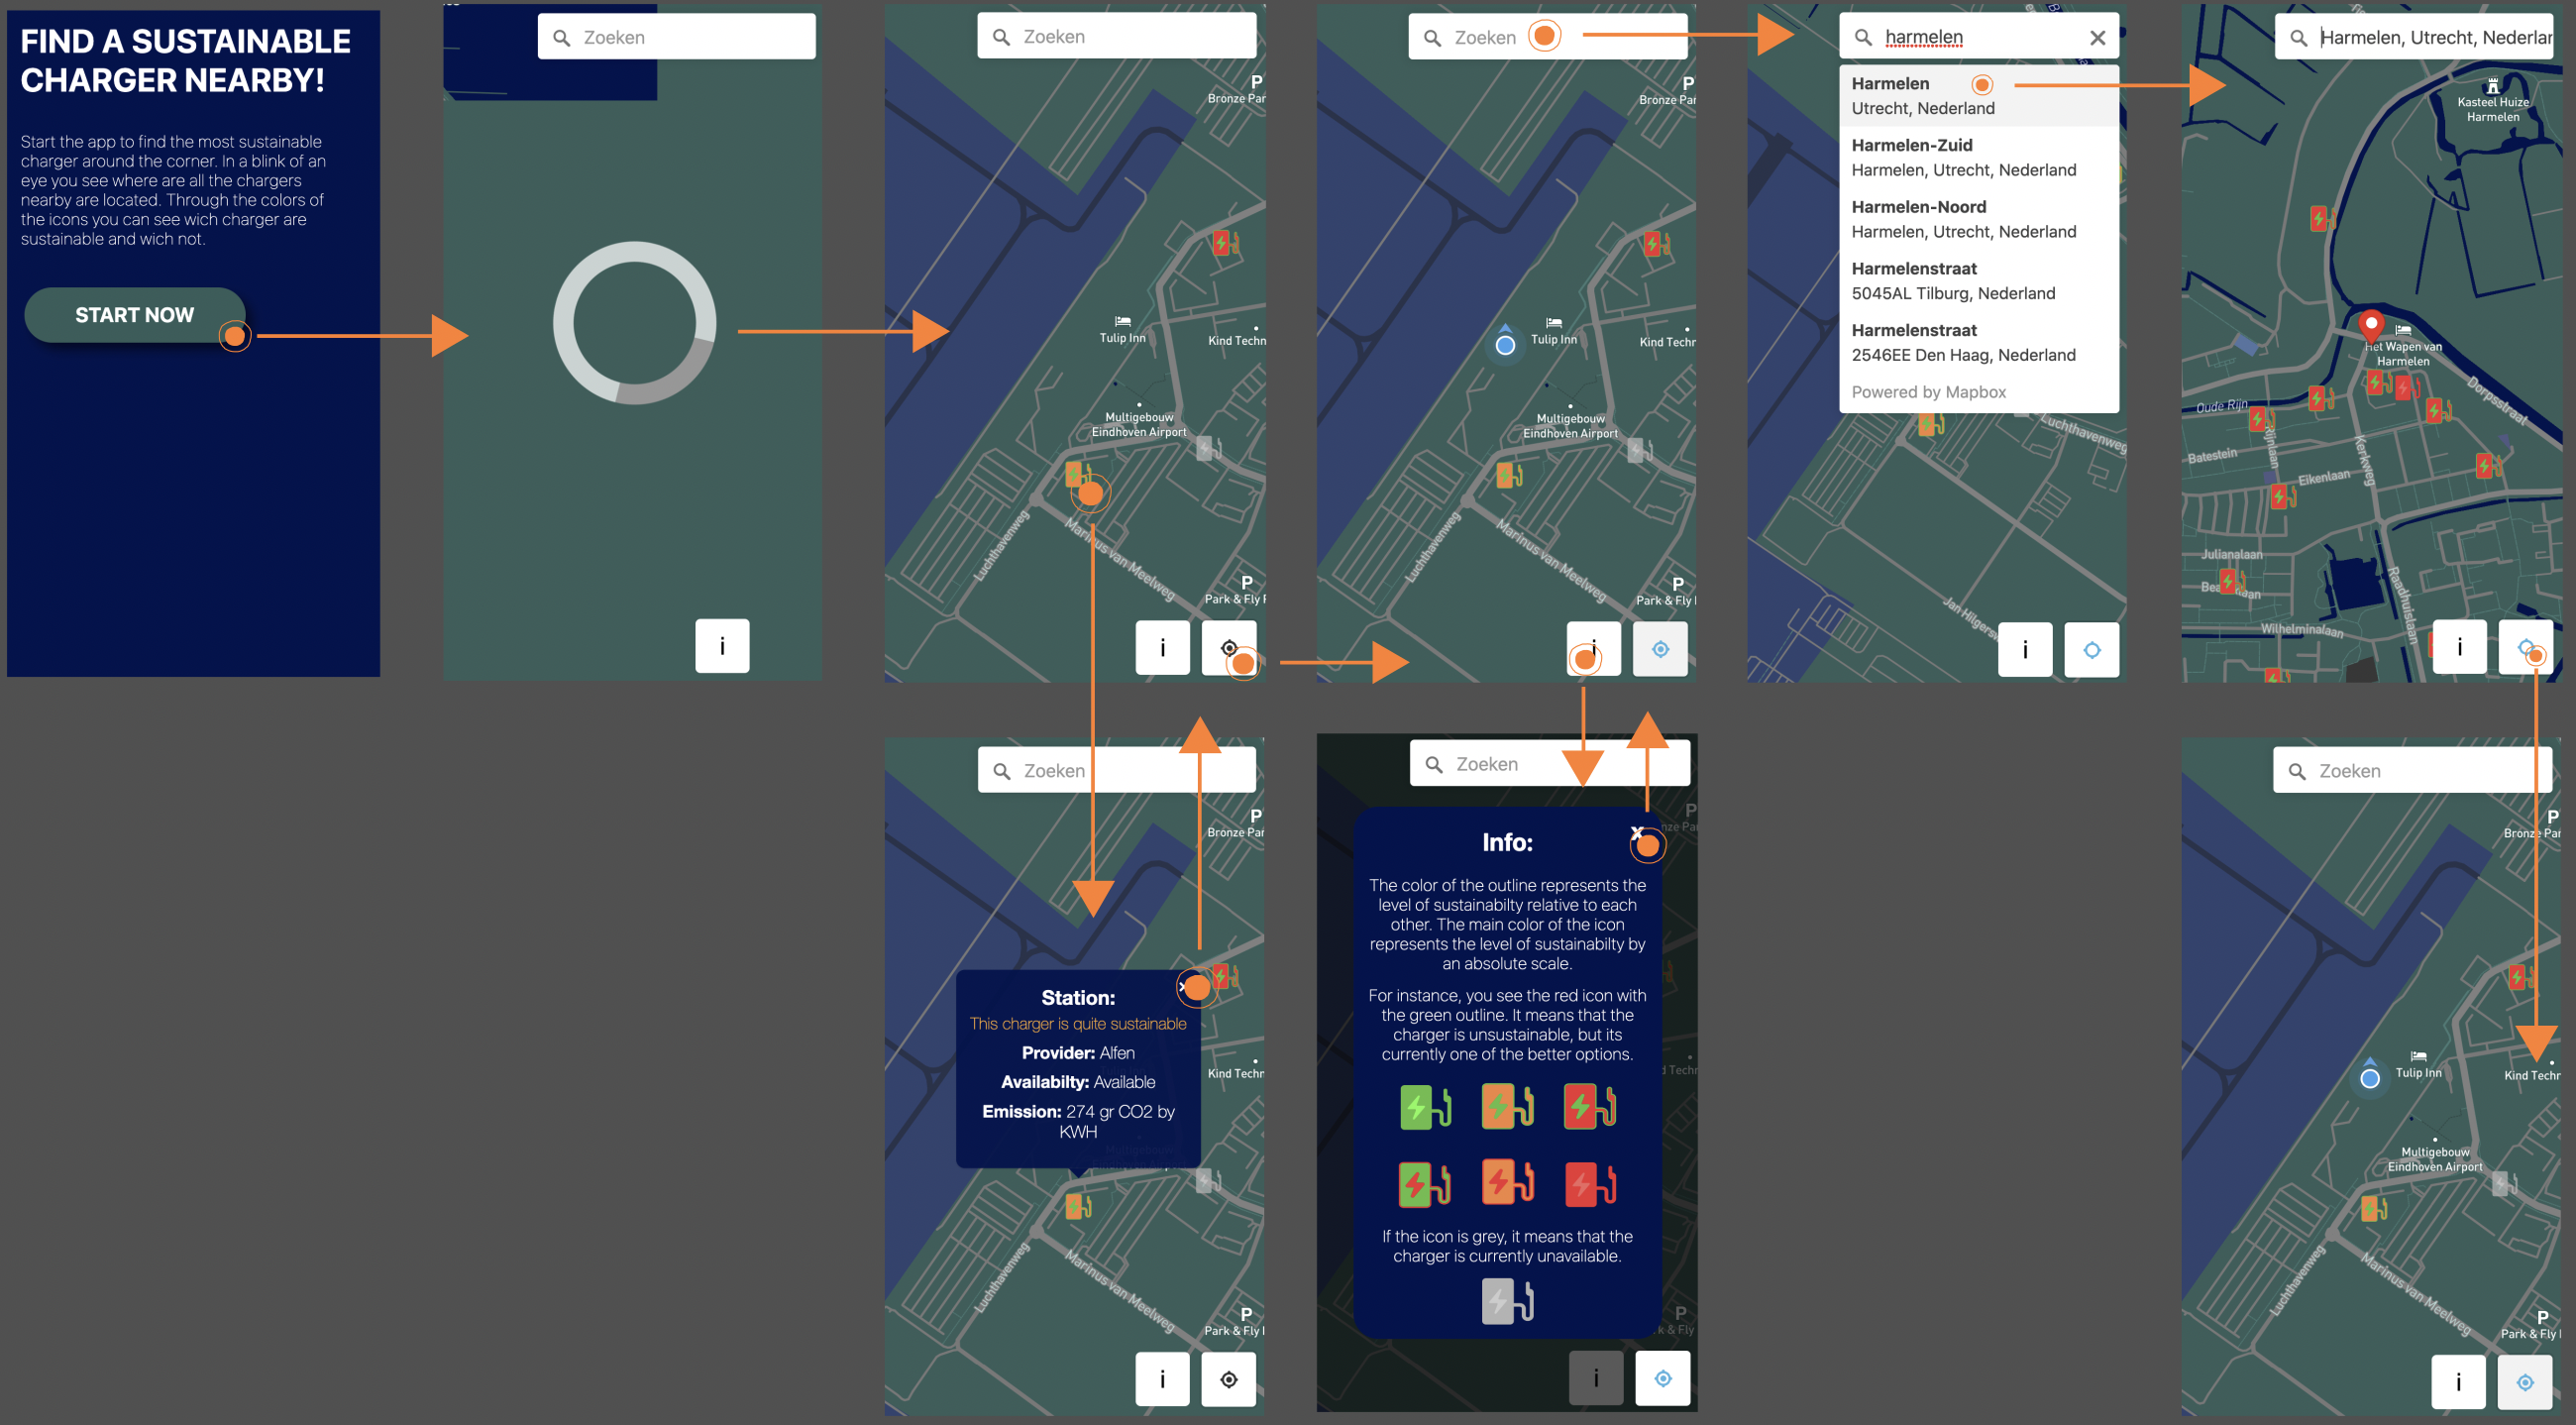 FIND A SUSTAINABLE
CHARGER NEARBY!
Start the app to find the most sustainable
charger around the corner. In a blink of an
eye you see where are all the chargers
nearby are located. Through the colors of
the icons you can see wich charger are
sustainable and wich not.
START NOW
Zoeken
i
Zoeken
P
Bronze Par
Tulip Inn
Kind Techn
Multigebouw
Eindhoven Airport
Luchthavenweg
Marinus van Meelweg
P
Park & Fly
i
Zoeken
P
Bronze Par
Tulip Inn
Kind Techn
Multigebouw
Eindhoven Airport
Luchthavenweg
Marinus van Meelweg
P
Park & Fly
i
harmelen
Harmelen
Utrecht, Nederland
Harmelen-Zuid
Harmelen, Utrecht, Nederland
Harmelen-Noord
Harmelen, Utrecht, Nederland
Harmelenstraat
5045AL Tilburg, Nederland
Harmelenstraat
2546EE Den Haag, Nederland
Powered by Mapbox
Luchthavenweg
Jan Hilgers
i
Harmelen, Utrecht, Nederlan
Kasteel Huize
Harmelen
Het Wapen van
Harmelen
Dorpsstraat
Oude Rijn
Rijnlaan
Kerkweg
Batestein
Eikenlaan
Julianalaan
Raadhuislaan
Wilhelminalaan
i
Zoeken
P
Bronze Par
Station:
x
This charger is quite sustainable
Provider: Alfen
Availabilty: Available
Emission: 274 gr CO2 by
KWH
Kind Techn
Luchthavenweg
Marinus van Meelweg
P
Park & Fly
i
Zoeken
P
Info:
x
The color of the outline represents the
level of sustainabilty relative to each
other. The main color of the icon
represents the level of sustainabilty by
an absolute scale.
For instance, you see the red icon with
the green outline. It means that the
charger is unsustainable, but its
currently one of the better options.
If the icon is grey, it means that the
charger is currently unavailable.
P
i
Zoeken
P
Bronze Par
Tulip Inn
Kind Techn
Multigebouw
Eindhoven Airport
Luchthavenweg
Marinus van Meelweg
P
Park & Fly
i